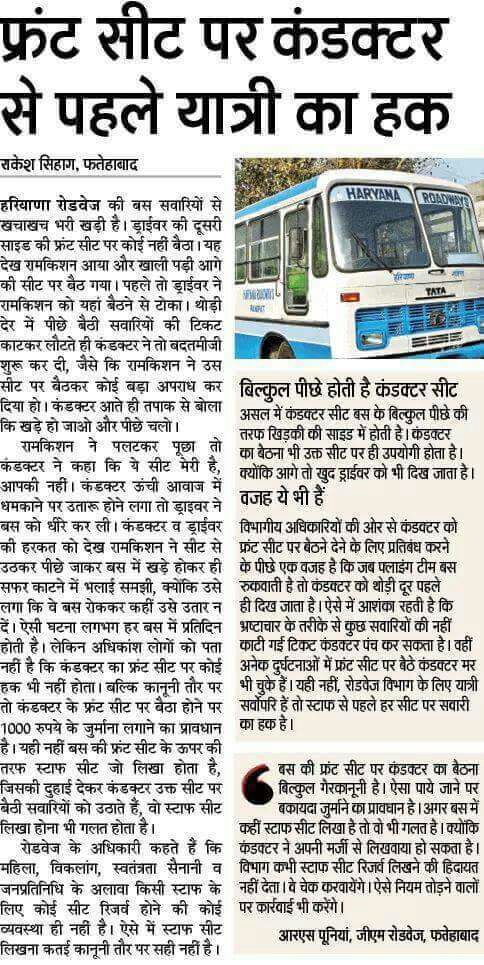 फ्रंट सीट पर कंडक्टर
से पहले यात्री का हक
राकेश सिहाग, फतेहाबाद
हरियाणा रोडवेज की बस सवारियों से
खचाखच भरी खड़ी है। ड्राईवर की दूसरी
साइड की फ्रंट सीट पर कोई नहीं बैठा। यह
देख रामकिशन आया और खाली पड़ी आगे
की सीट पर बैठ गया। पहले तो ड्राईवर ने
रामकिशन को यहां बैठने से टोका। थोड़ी
देर में पीछे बैठी सवारियों की टिकट
काटकर लौटते ही कंडक्टर ने तो बदतमीजी
शुरू कर दी, जैसे कि रामकिशन ने उस
सीट पर बैठकर कोई बड़ा अपराध कर
दिया हो। कंडक्टर आते ही तपाक से बोला
कि खड़े हो जाओ और पीछे चलो।
रामकिशन ने पलटकर पूछा तो
कंडक्टर ने कहा कि ये सीट मेरी है,
आपकी नहीं। कंडक्टर ऊंची आवाज में
धमकाने पर उतारू होने लगा तो ड्राइवर ने
बस को धीरे कर ली। कंडक्टर व ड्राईवर
की हरकत को देख रामकिशन ने सीट से
उठकर पीछे जाकर बस में खड़े होकर ही
सफर काटने में भलाई समझी, क्योंकि उसे
लगा कि वे बस रोककर कहीं उसे उतार न
दें। ऐसी घटना लगभग हर बस में प्रतिदिन
होती है। लेकिन अधिकांश लोगों को पता
नहीं है कि कंडक्टर का फ्रंट सीट पर कोई
हक भी नहीं होता। बल्कि कानूनी तौर पर
तो कंडक्टर के फ्रंट सीट पर बैठा होने पर
1000 रुपये के जुर्माना लगाने का प्रावधान
है। यही नहीं बस की फ्रंट सीट के ऊपर की
तरफ स्टाफ सीट जो लिखा होता है,
जिसकी दुहाई देकर कंडक्टर उक्त सीट पर
बैठी सवारियों को उठाते हैं, वो स्टाफ सीट
लिखा होना भी गलत होता है।
रोडवेज के अधिकारी कहते हैं कि
महिला, विकलांग, स्वतंत्रता सैनानी व
जनप्रतिनिधि के अलावा किसी स्टाफ के
लिए कोई सीट रिजर्व होने की कोई
व्यवस्था ही नहीं है। ऐसे में स्टाफ सीट
लिखना कतई कानूनी तौर पर सही नहीं है।
HARYANA ROADWAYS
हरियाणा
TATA
बिल्कुल पीछे होती है कंडक्टर सीट
असल में कंडक्टर सीट बस के बिल्कुल पीछे की
तरफ खिड़की की साइड में होती है। कंडक्टर
का बैठना भी उक्त सीट पर ही उपयोगी होता है।
क्योंकि आगे तो खुद ड्राईवर को भी दिख जाता है।
वजह ये भी हैं
विभागीय अधिकारियों की ओर से कंडक्टर को
फ्रंट सीट पर बैठने देने के लिए प्रतिबंध करने
के पीछे एक वजह है कि जब फ्लाइंग टीम बस
रुकवाती है तो कंडक्टर को थोड़ी दूर पहले
ही दिख जाता है। ऐसे में आशंका रहती है कि
भ्रष्टाचार के तरीके से कुछ सवारियों की नहीं
काटी गई टिकट कंडक्टर पंच कर सकता है। वहीं
अनेक दुर्घटनाओं में फ्रंट सीट पर बैठे कंडक्टर मर
भी चुके हैं। यही नहीं, रोडवेज विभाग के लिए यात्री
सर्वोपरि हैं तो स्टाफ से पहले हर सीट पर सवारी
का हक है।
बस की फ्रंट सीट पर कंडक्टर का बैठना
बिल्कुल गैरकानूनी है। ऐसा पाये जाने पर
बकायदा जुर्माने का प्रावधान है। अगर बस में
कहीं स्टाफ सीट लिखा है तो वो भी गलत है। क्योंकि
कंडक्टर ने अपनी मर्जी से लिखवाया हो सकता है।
विभाग कभी स्टाफ सीट रिजर्व लिखने की हिदायत
नहीं देता। वे चेक करवायेंगे। ऐसे नियम तोड़ने वालों
पर कार्रवाई भी करेंगे।
आरएस पूनियां, जीएम रोडवेज, फतेहाबाद